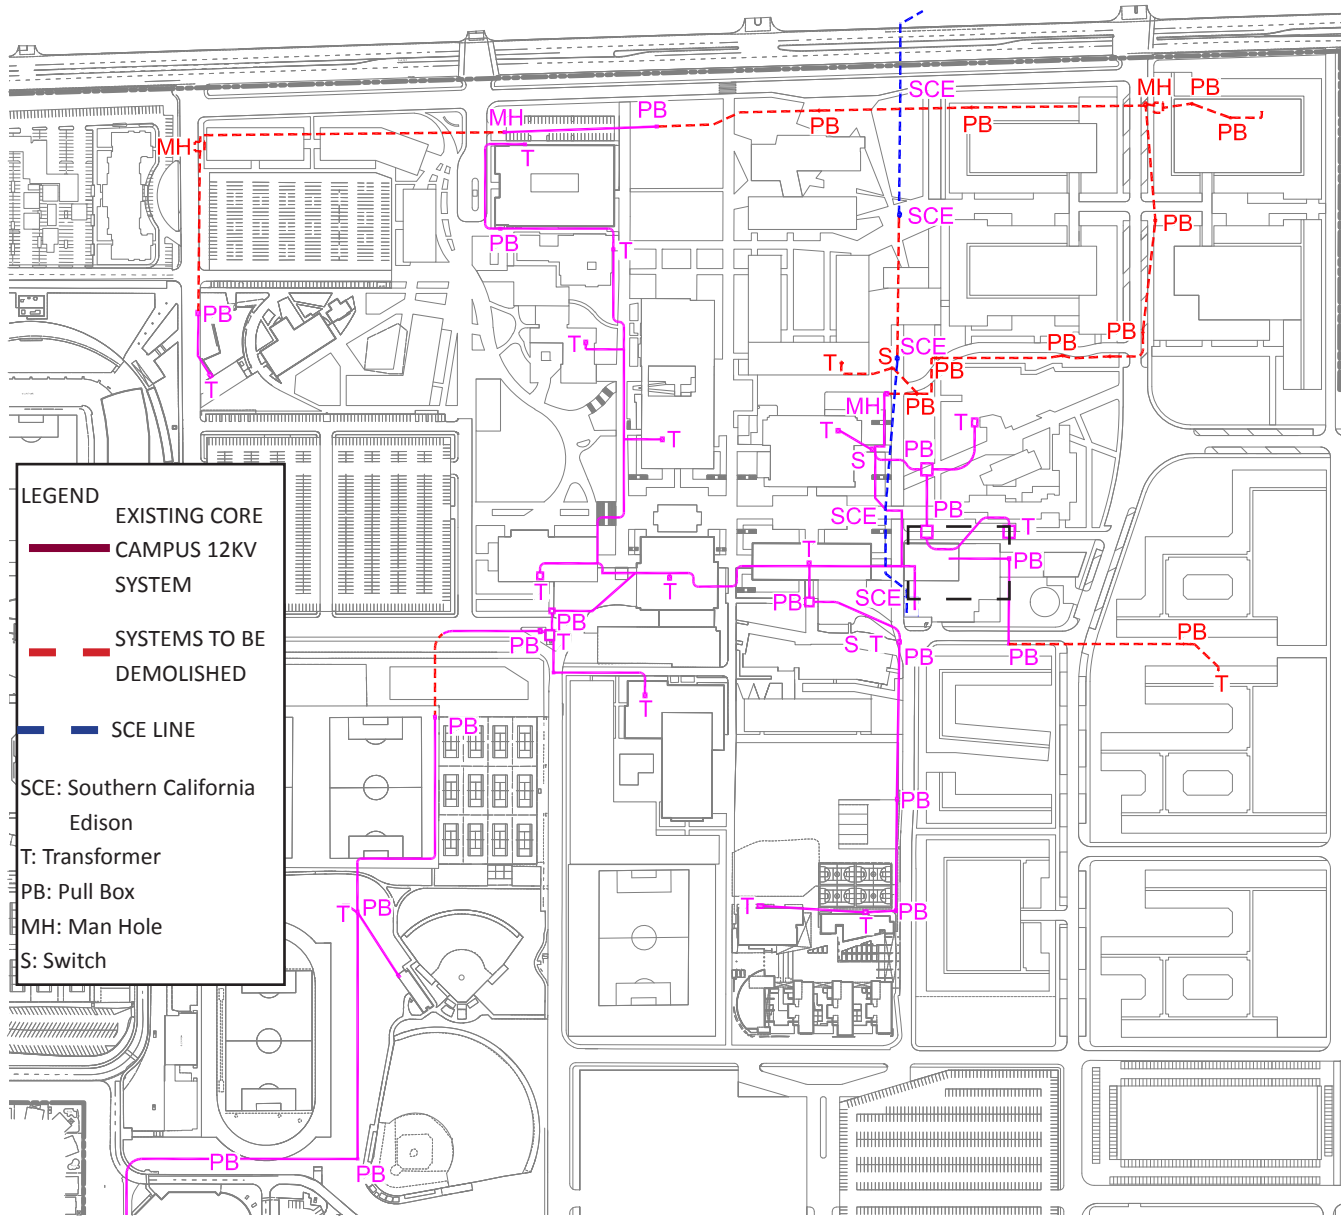 SCE
MH
PB
PB
MH
PB
PB
PB
MH
T
SCE
PB
PB
T
PB
PB
T
SCE
T
S
PB
PB
T
MH
PB
T
T
T
S
PB
SCE
PB
T
T
PB
T
T
PB
SCE
PB
PB
T
S T
PB
PB
PB
T
T
PB
PB
T
PB
T
T
PB
PB
PB
LEGEND
EXISTING CORE
CAMPUS 12KV
SYSTEM
SYSTEMS TO BE
DEMOLISHED
SCE LINE
SCE: Southern California
Edison
T: Transformer
PB: Pull Box
MH: Man Hole
S: Switch